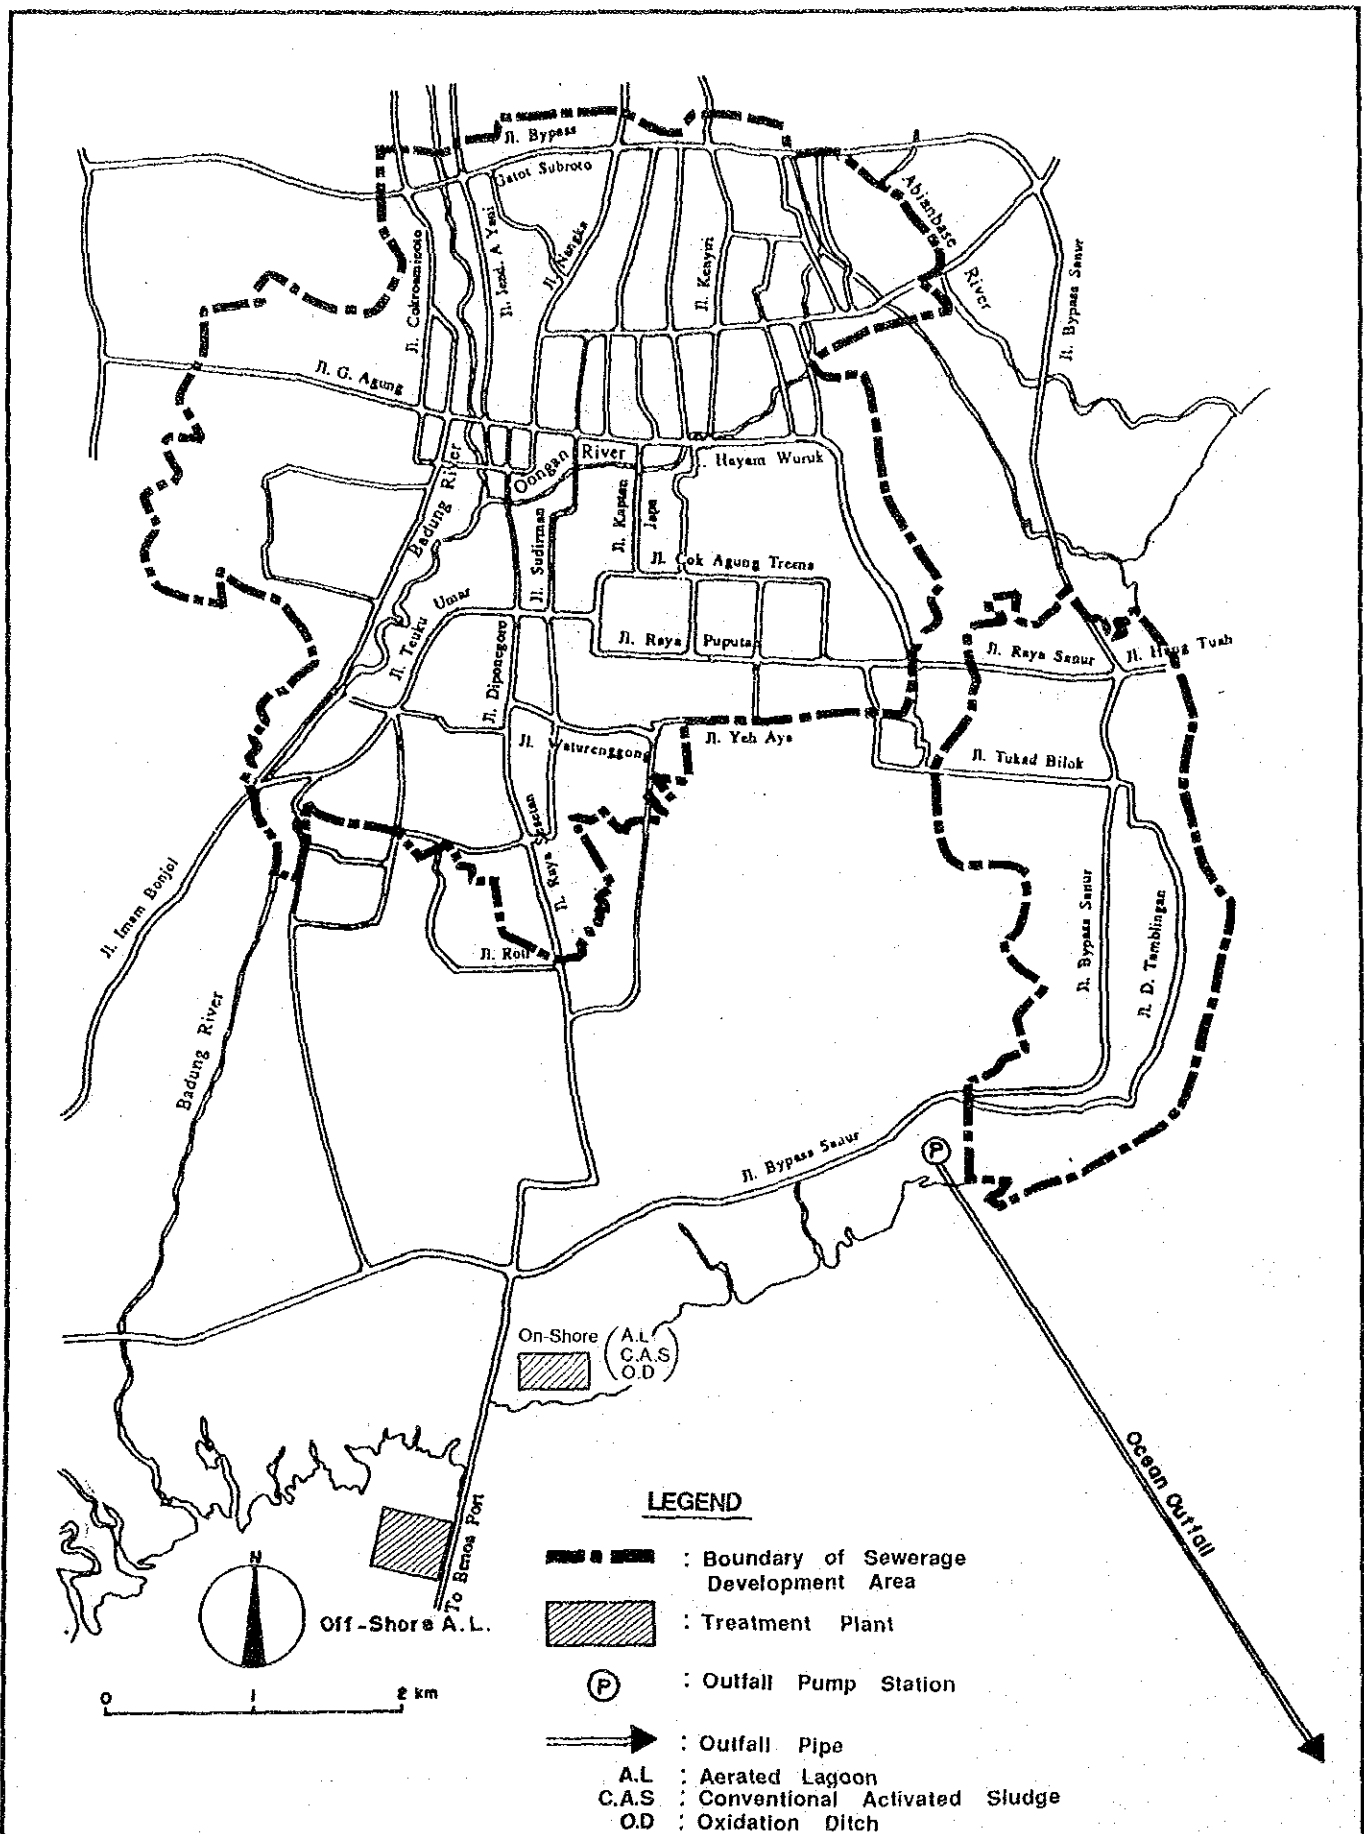 Jl. Bypass
Gatot Subroto
Abianbase
River
Jl. Cokroaminoto
Jl. Jend. A Yani
Jl. Nangka
Jl. Kenyiri
Jl. Bypass Sanur
Jl. G. Agung
Badung River
Oongan River
Jl. Hayam Wuruk
Jl. Sudirman
Jl. Kapten
Japa
Jl. Cok Agung Tresna
Jl. Teuku Umar
Jl. Diponegoro
Jl. Raya Puputan
Jl. Raya Sanur
Jl. Hang Tuah
Jl. Waturenggong
Jl. Yeh Aya
Jl. Tukad Bilok
Jl. Raya Sesetan
Jl. Imam Bonjol
Jl. Roti
Jl. Bypass Sanur
Jl. D. Tamblingan
Badung River
Jl. Bypass Sanur
P
On-Shore
A.L
C.A.S
O.D
Ocean Outfall
To Benoa Port
N
Off-Shore A.L.
0 1 2 km
LEGEND
: Boundary of Sewerage
Development Area
: Treatment Plant
P : Outfall Pump Station
: Outfall Pipe
A.L : Aerated Lagoon
C.A.S : Conventional Activated Sludge
O.D : Oxidation Ditch